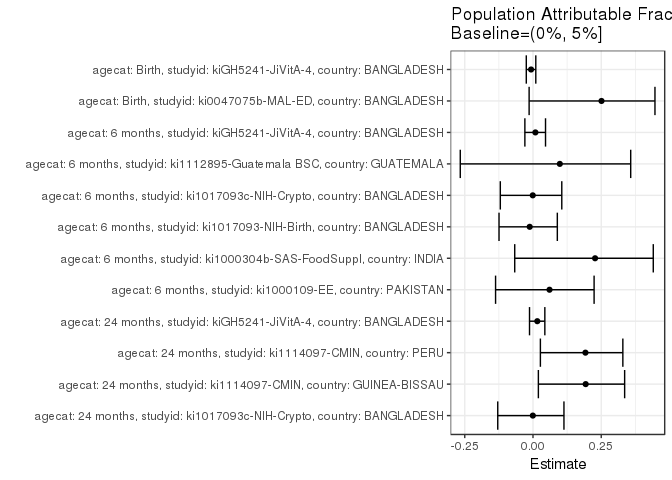 Population Attributable Frac
Baseline=(0%, 5%]
agecat: Birth, studyid: kiGH5241-JiVitA-4, country: BANGLADESH
agecat: Birth, studyid: ki0047075b-MAL-ED, country: BANGLADESH
agecat: 6 months, studyid: kiGH5241-JiVitA-4, country: BANGLADESH
agecat: 6 months, studyid: ki1112895-Guatemala BSC, country: GUATEMALA
agecat: 6 months, studyid: ki1017093c-NIH-Crypto, country: BANGLADESH
agecat: 6 months, studyid: ki1017093-NIH-Birth, country: BANGLADESH
agecat: 6 months, studyid: ki1000304b-SAS-FoodSuppl, country: INDIA
agecat: 6 months, studyid: ki1000109-EE, country: PAKISTAN
agecat: 24 months, studyid: kiGH5241-JiVitA-4, country: BANGLADESH
agecat: 24 months, studyid: ki1114097-CMIN, country: PERU
agecat: 24 months, studyid: ki1114097-CMIN, country: GUINEA-BISSAU
agecat: 24 months, studyid: ki1017093c-NIH-Crypto, country: BANGLADESH
-0.25 0.00 0.25
Estimate